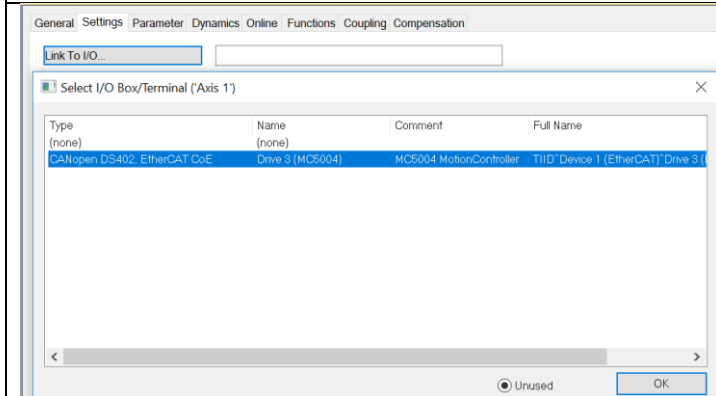 General Settings Parameter Dynamics Online Functions Coupling Compensation
Link To I/O...
Select I/O Box/Terminal ('Axis 1')
Type Name Comment Full Name
(none) (none)
CANopen DS402, EtherCAT CoE Drive 3 (MC5004) MC5004 MotionController TIID^Device 1 (EtherCAT)^Drive 3 (
Unused OK